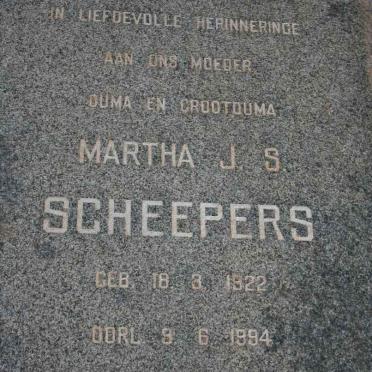 IN LIEFDEVOLLE HERINNERINGE
AAN ONS MOEDER
OUMA EN GROOTOUMA
MARTHA J. S.
SCHEEPERS
GEB. 18. 3. 1922
OORL. 9. 6. 1994